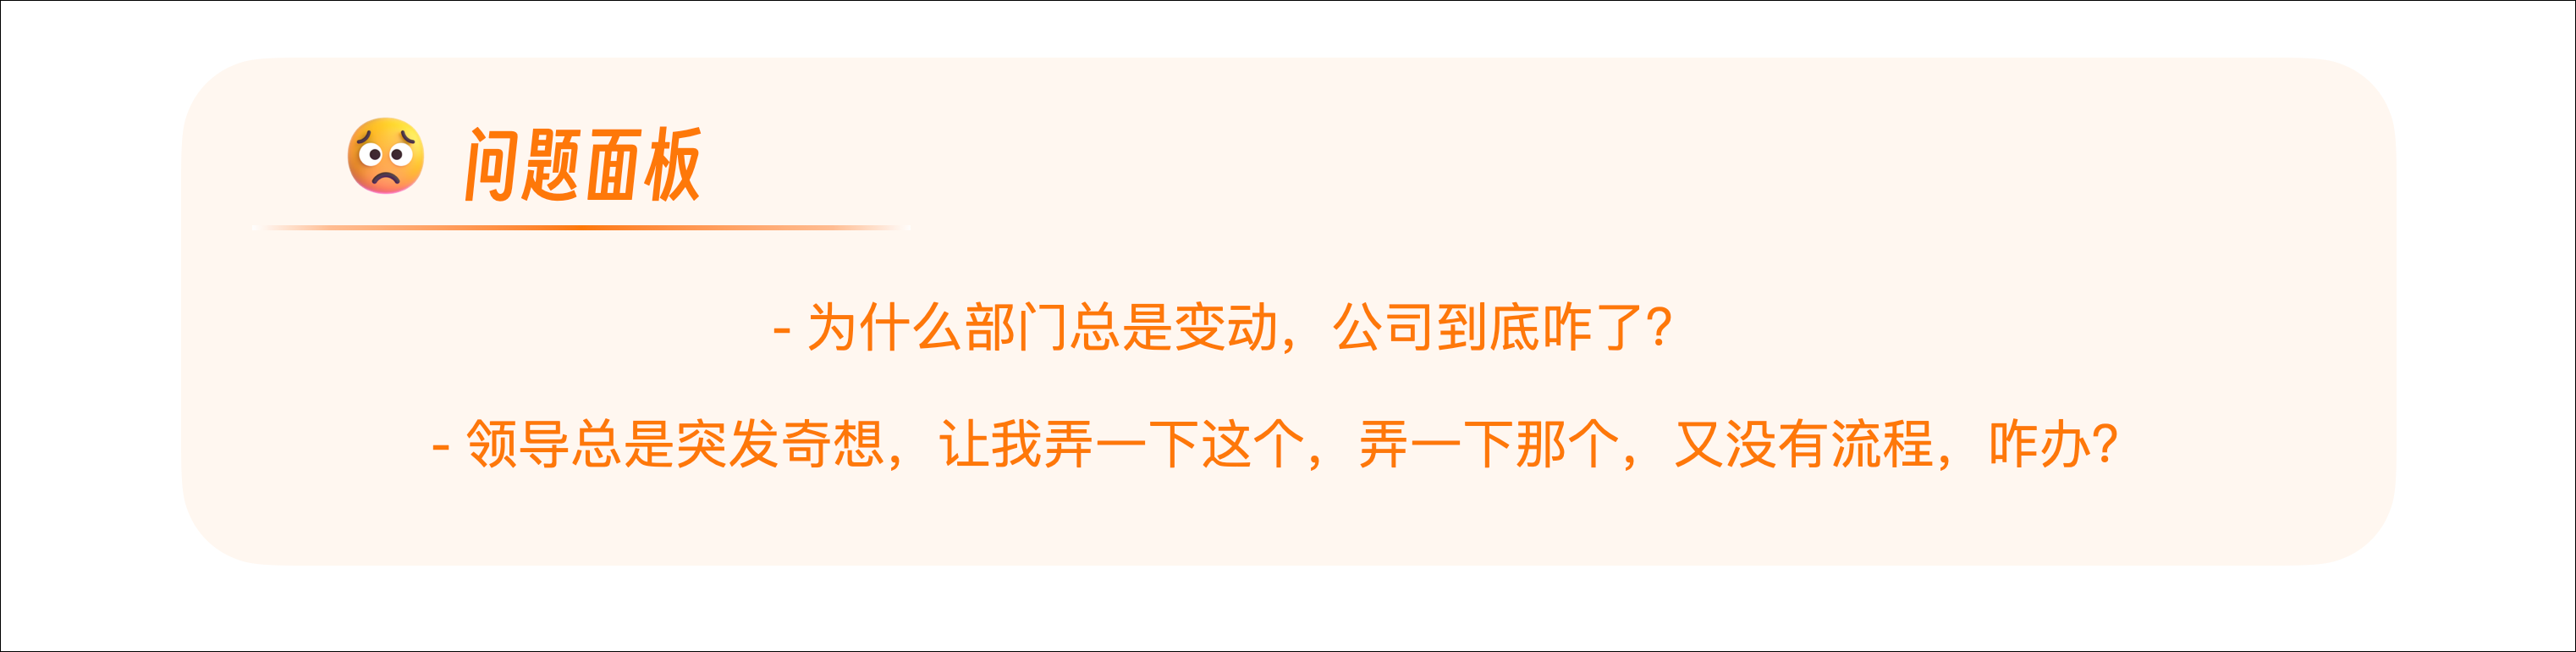 问题面板
- 为什么部门总是变动，公司到底咋了？
- 领导总是突发奇想，让我弄一下这个，弄一下那个，又没有流程，咋办？